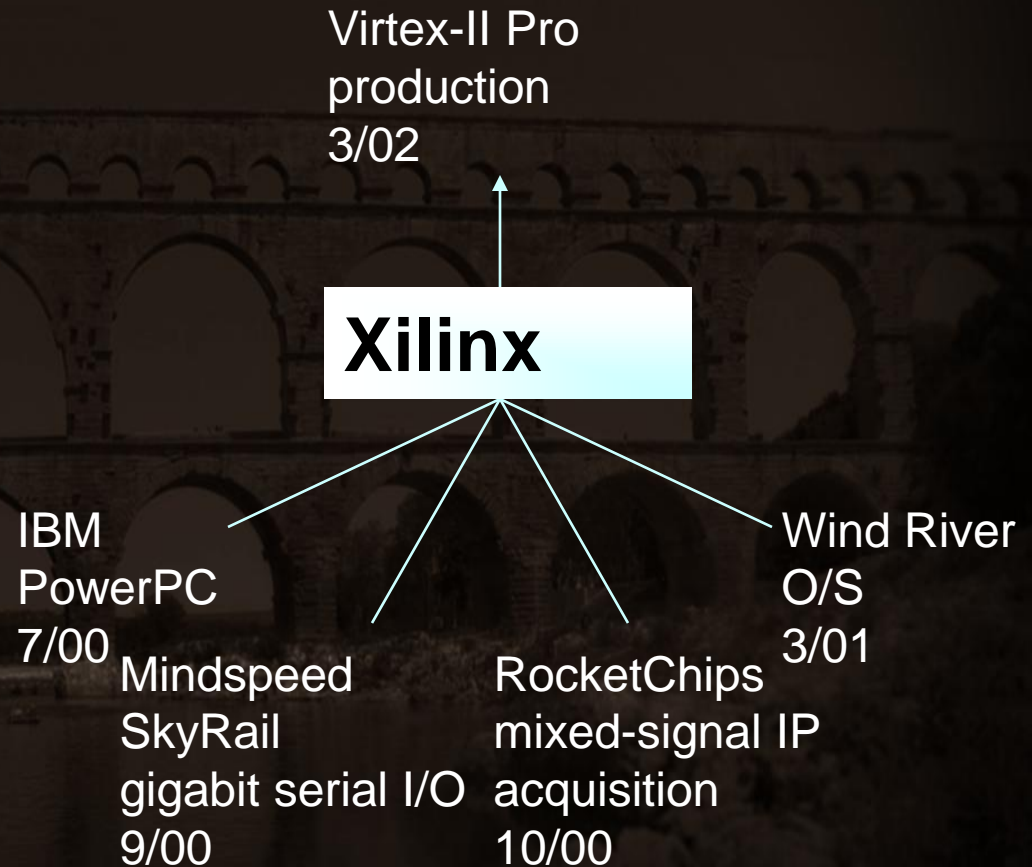 Virtex-II Pro
production
3/02
Xilinx
IBM
PowerPC
7/00
Mindspeed
SkyRail
gigabit serial I/O
9/00
RocketChips
mixed-signal IP
acquisition
10/00
Wind River
O/S
3/01